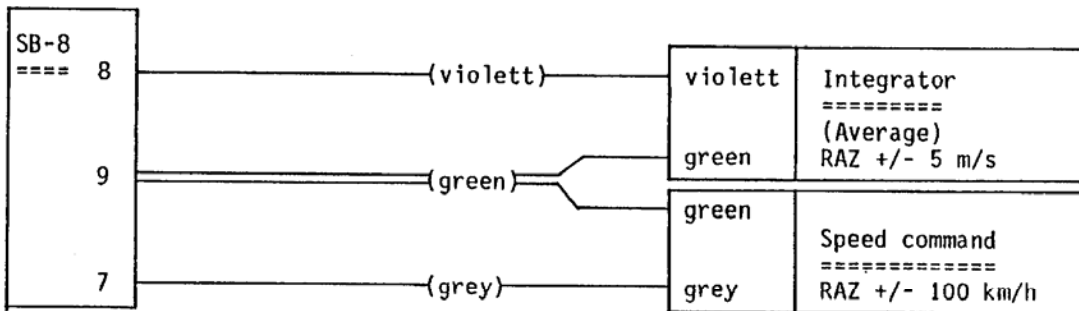 SB-8
==== 8 (violett) violett Integrator
=========
(Average)
9 (green) green RAZ +/- 5 m/s
green
Speed command
=============
7 (grey) grey RAZ +/- 100 km/h